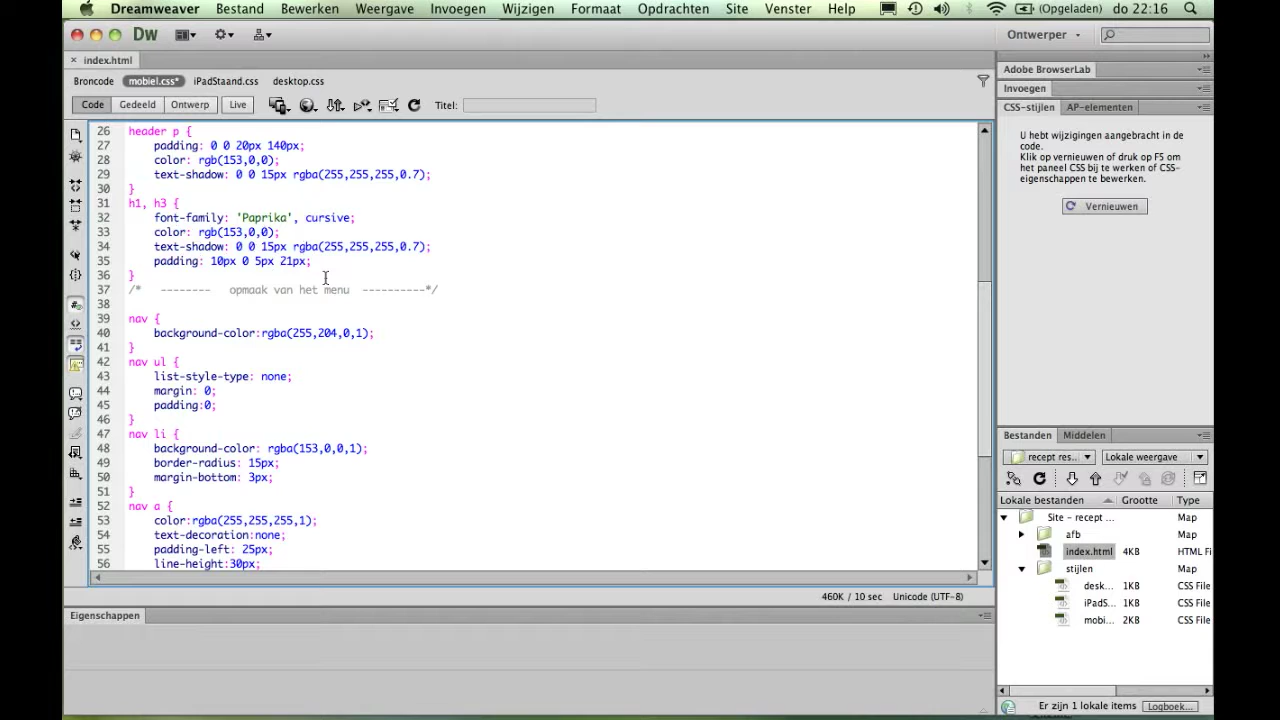 Dreamweaver Bestand Bewerken Weergave Invoegen Wijzigen Formaat Opdrachten Site Venster Help (Opgeladen) do 22:16
Dw Ontwerper
index.html
Broncode mobiel.css* iPadStaand.css desktop.css
Code Gedeeld Ontwerp Live Titel:
26 header p {
27 padding: 0 0 20px 140px;
28 color: rgb(153,0,0);
29 text-shadow: 0 0 15px rgba(255,255,255,0.7);
30 }
31 h1, h3 {
32 font-family: 'Paprika', cursive;
33 color: rgb(153,0,0);
34 text-shadow: 0 0 15px rgba(255,255,255,0.7);
35 padding: 10px 0 5px 21px;
36 }
37 /* -------- opmaak van het menu ----------*/
38
39 nav {
40 background-color:rgba(255,204,0,1);
41 }
42 nav ul {
43 list-style-type: none;
44 margin: 0;
45 padding:0;
46 }
47 nav li {
48 background-color: rgba(153,0,0,1);
49 border-radius: 15px;
50 margin-bottom: 3px;
51 }
52 nav a {
53 color:rgba(255,255,255,1);
54 text-decoration:none;
55 padding-left: 25px;
56 line-height:30px;
460K / 10 sec Unicode (UTF-8)
Eigenschappen
Adobe BrowserLab
Invoegen
CSS-stijlen AP-elementen
U hebt wijzigingen aangebracht in de
code.
Klik op vernieuwen of druk op F5 om
het paneel CSS bij te werken of CSS-
eigenschappen te bewerken.
Vernieuwen
Bestanden Middelen
recept res... Lokale weergave
Lokale bestanden Grootte Type
Site - recept ... Map
afb Map
index.html 4KB HTML Fi
stijlen Map
desk... 1KB CSS File
iPadS... 1KB CSS File
mobi... 2KB CSS File
Er zijn 1 lokale items Logboek...